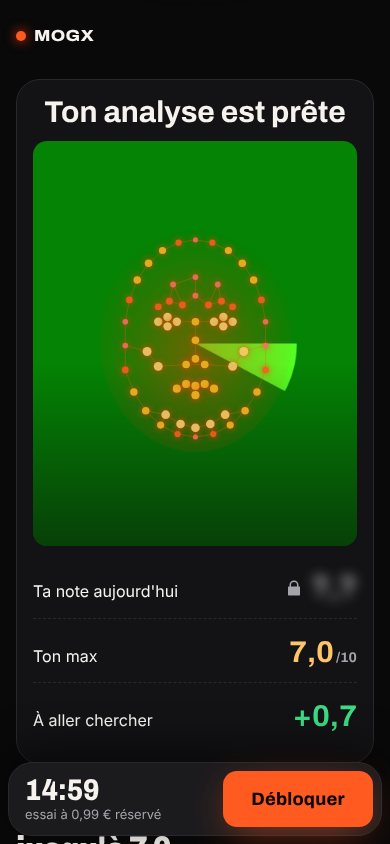 MOGX
Ton analyse est prête
Ta note aujourd'hui
Ton max
7,0/10
À aller chercher
+0,7
14:59
essai à 0,99 € réservé
Débloquer